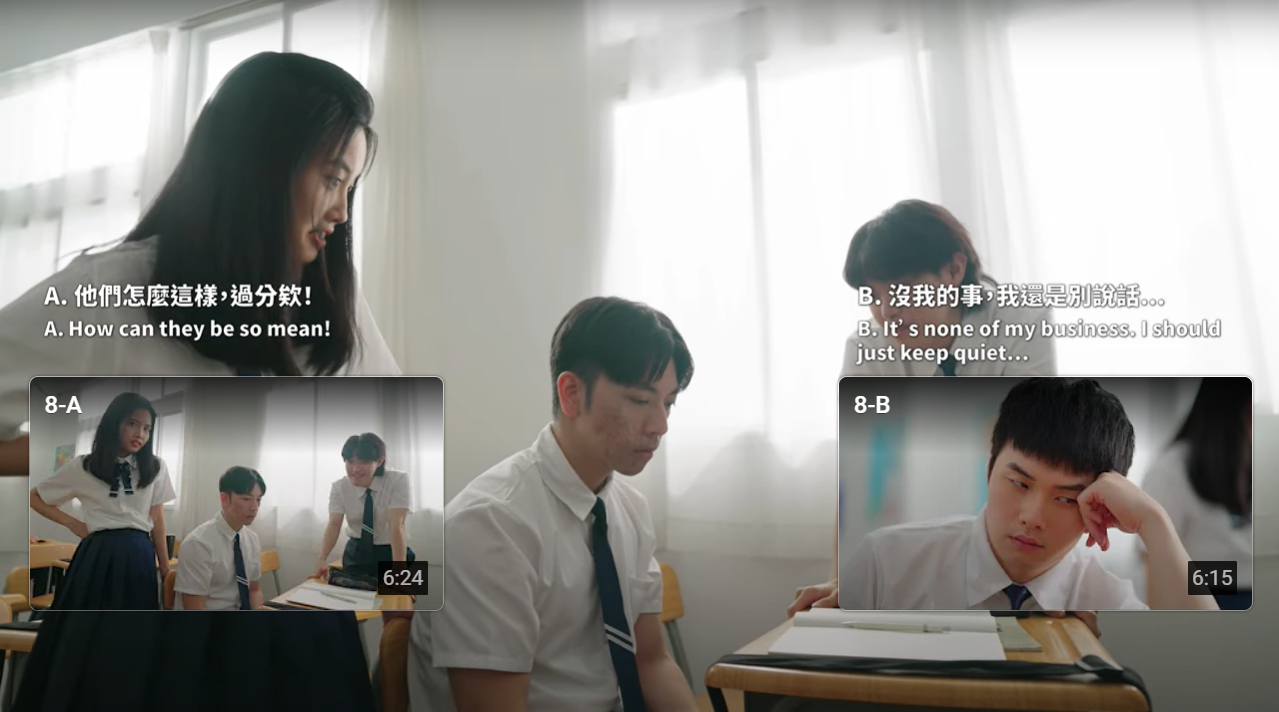 A. 他們怎麼這樣，過分欸！
A. How can they be so mean!
B. 沒我的事，我還是別說話...
B. It’s none of my business. I should
just keep quiet...
8-A
8-B
6:24
6:15